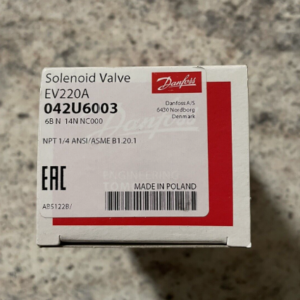 Solenoid Valve
EV220A
042U6003
6B N 14N NC000
NPT 1/4 ANSI/ASME B1.20.1
Danfoss
Danfoss A/S
6430 Nordborg
Denmark
EAC
MADE IN POLAND